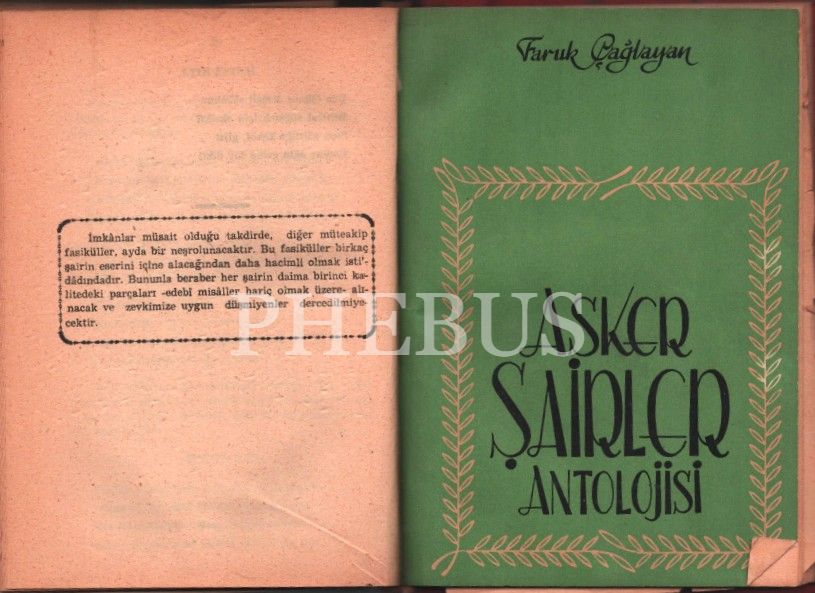 İmkânlar müsait olduğu takdirde, diğer müteakip
fasiküller, ayda bir neşrolunacaktır. Bu fasiküller birkaç
şairin eserini içine alacağından daha hacimli olmak isti'-
dâdındadır. Bununla beraber her şairin daima birinci ka-
litedeki parçaları -edebî misâller hariç olmak üzere- alı-
nacak ve zevkimize uygun düşmiyenler dercedilmiye-
cektir.
PHEBUS
Faruk Çağlayan
ASKER
ŞAİRLER
ANTOLOJİSİ